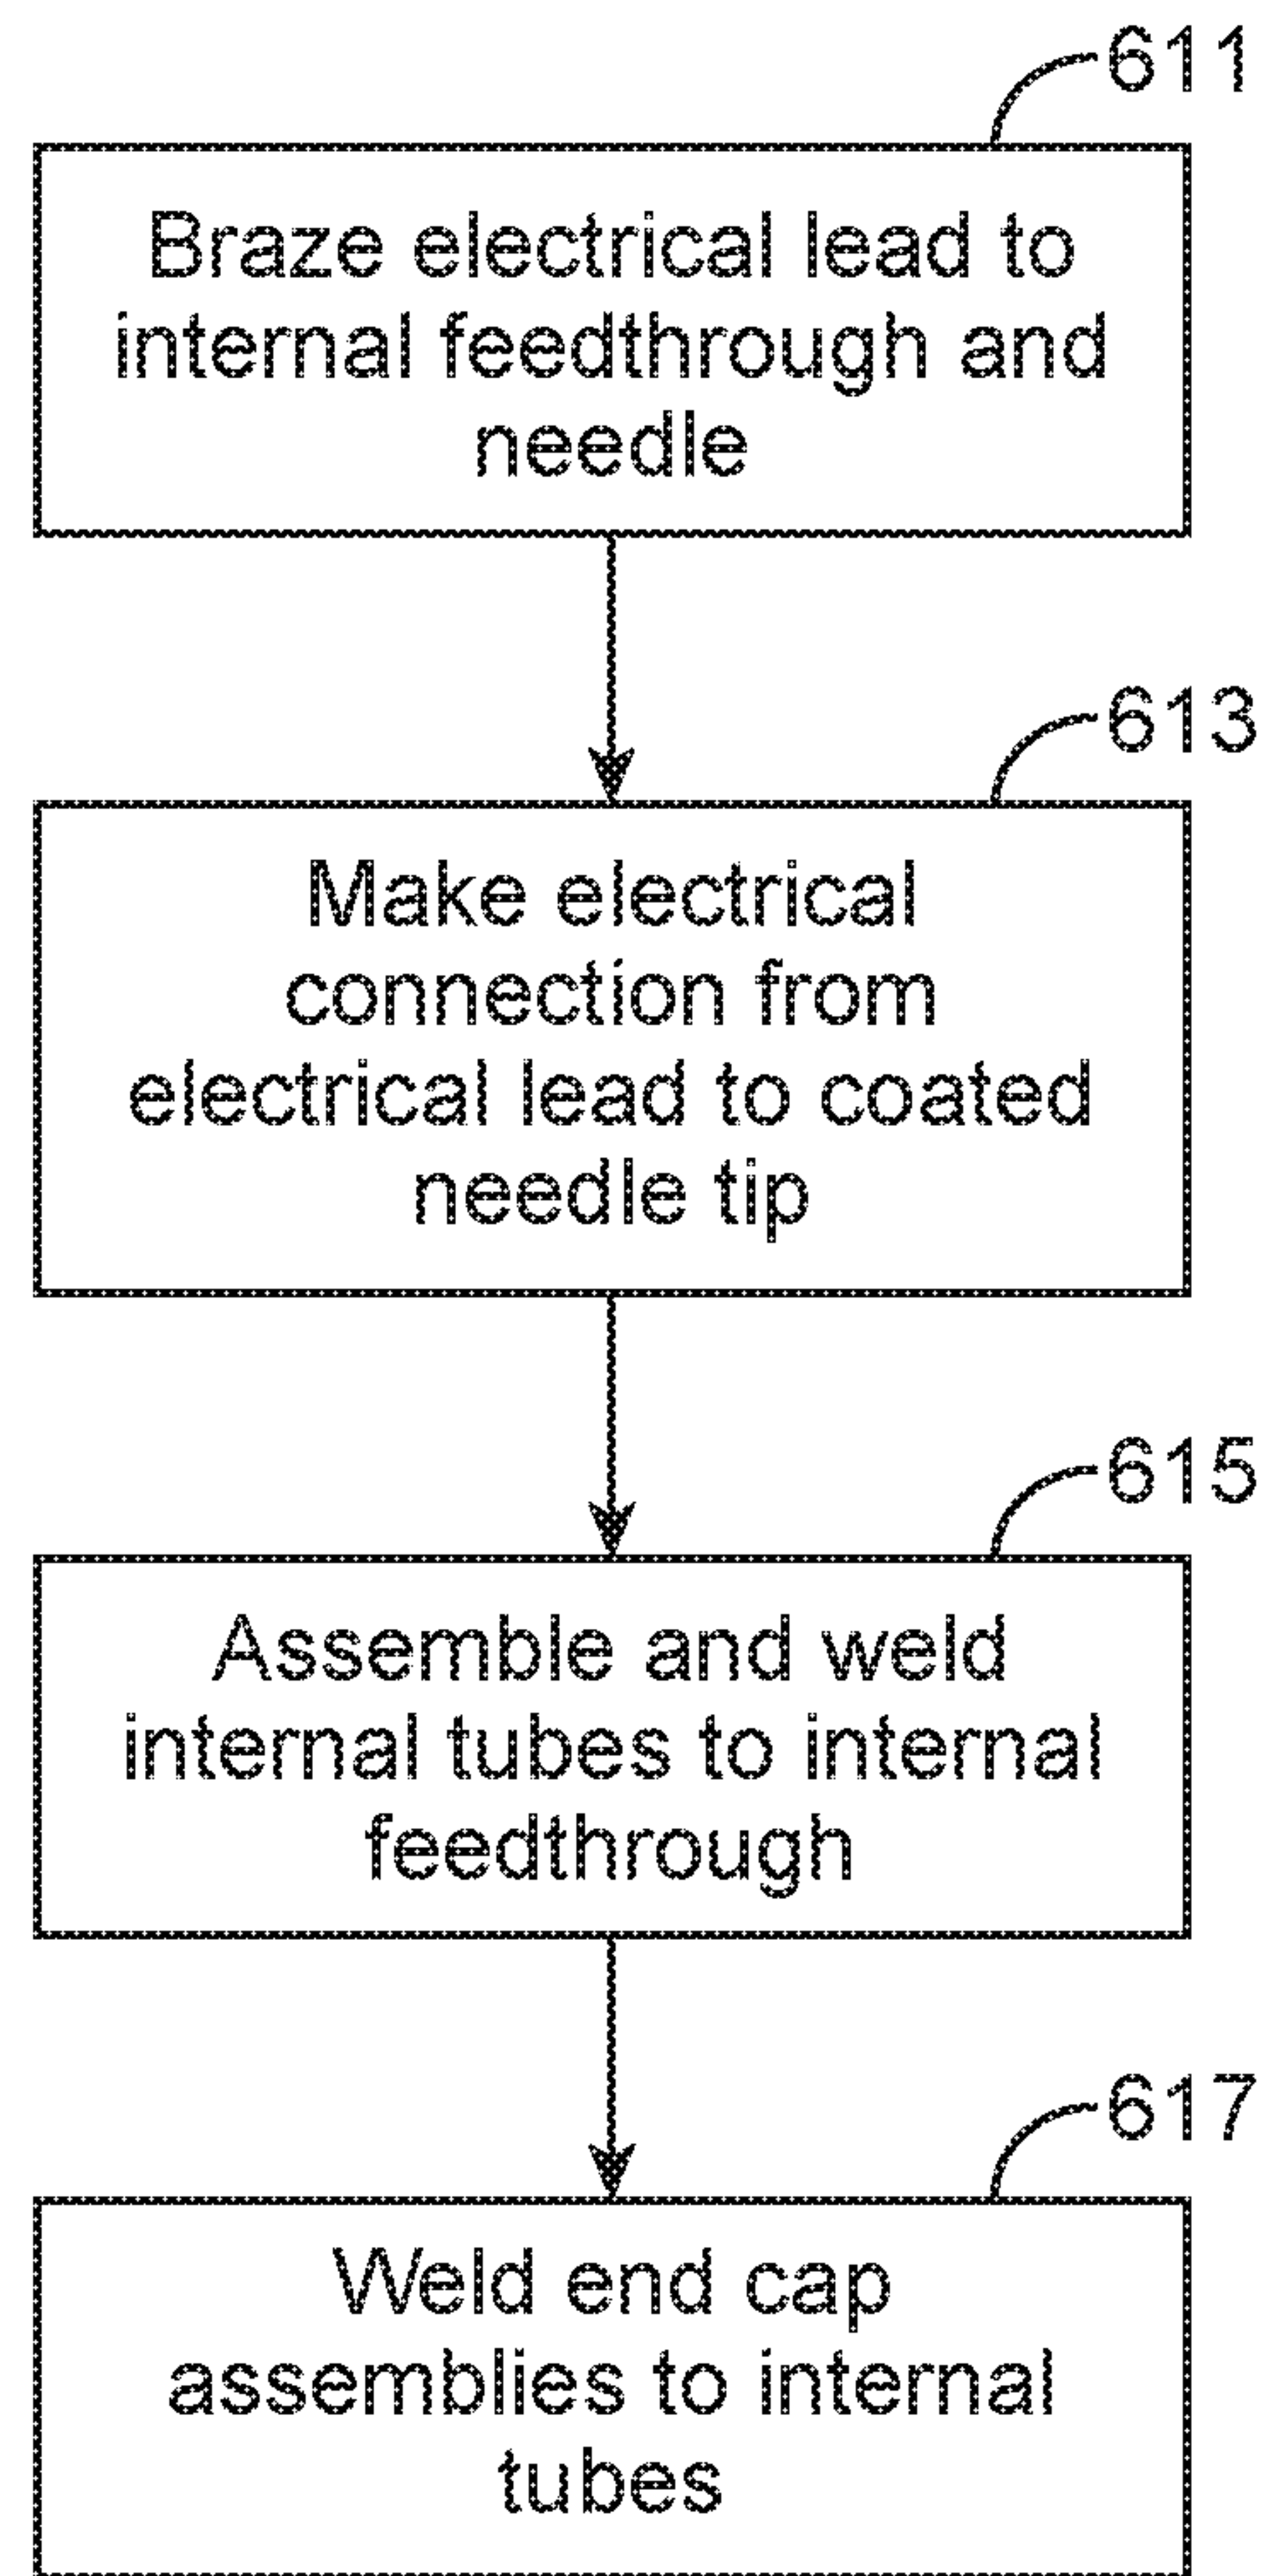 611
Braze electrical lead to
internal feedthrough and
needle
613
Make electrical
connection from
electrical lead to coated
needle tip
615
Assemble and weld
internal tubes to internal
feedthrough
617
Weld end cap
assemblies to internal
tubes